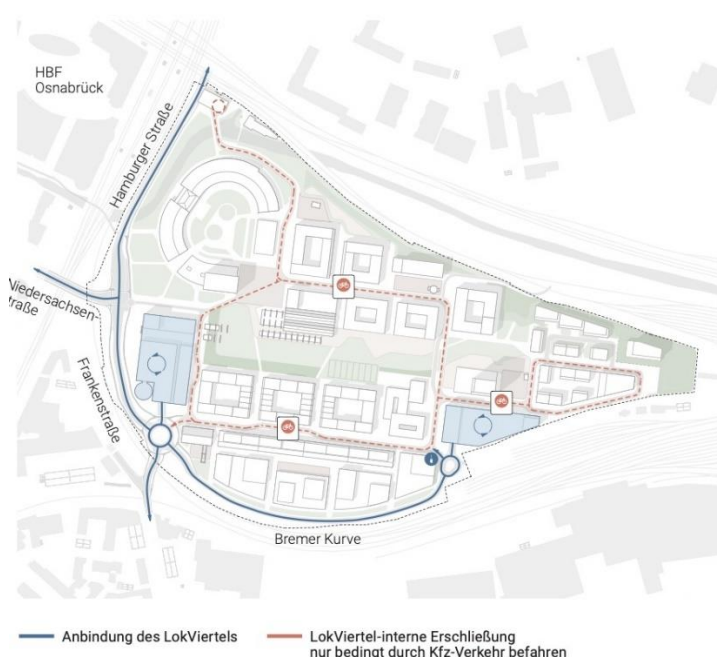 HBF
Osnabrück
Hamburger Straße
Niedersachsen-
traße
Frankenstraße
Bremer Kurve
Anbindung des LokViertels
LokViertel-interne Erschließung
nur bedingt durch Kfz-Verkehr befahren